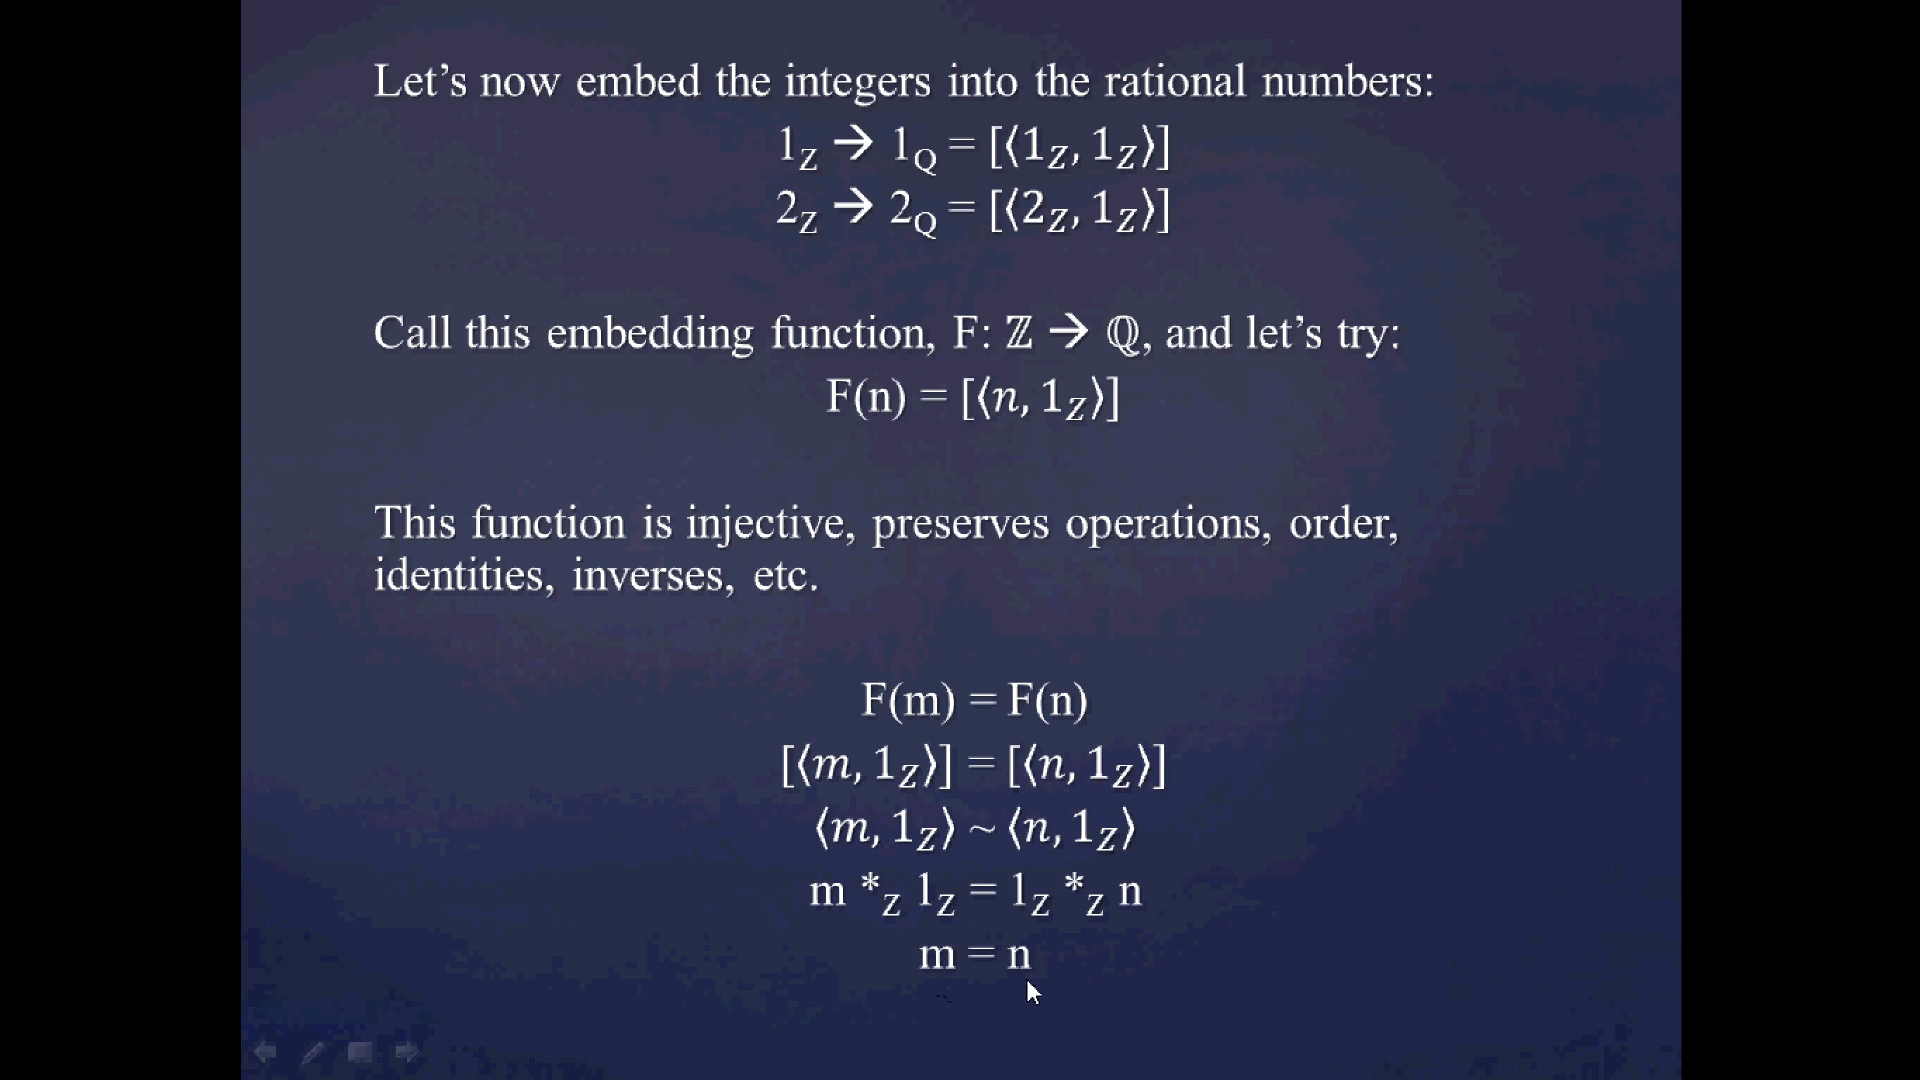 Let's now embed the integers into the rational numbers:
1Z → 1Q = [⟨1Z, 1Z⟩]
2Z → 2Q = [⟨2Z, 1Z⟩]
Call this embedding function, F: ℤ → ℚ, and let's try:
F(n) = [⟨n, 1Z⟩]
This function is injective, preserves operations, order,
identities, inverses, etc.
F(m) = F(n)
[⟨m, 1Z⟩] = [⟨n, 1Z⟩]
⟨m, 1Z⟩ ~ ⟨n, 1Z⟩
m *Z 1Z = 1Z *Z n
m = n